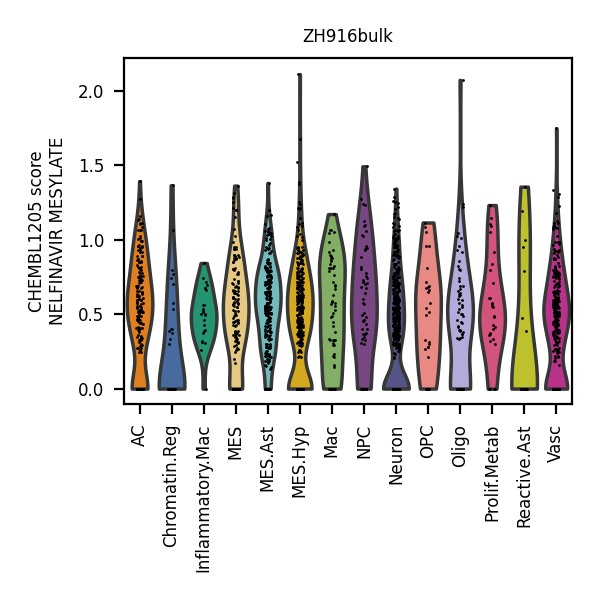 ZH916bulk
CHEMBL1205 score
NELFINAVIR MESYLATE
2.0
1.5
1.0
0.5
0.0
AC
Chromatin.Reg
Inflammatory.Mac
MES
MES.Ast
MES.Hyp
Mac
NPC
Neuron
OPC
Oligo
Prolif.Metab
Reactive.Ast
Vasc